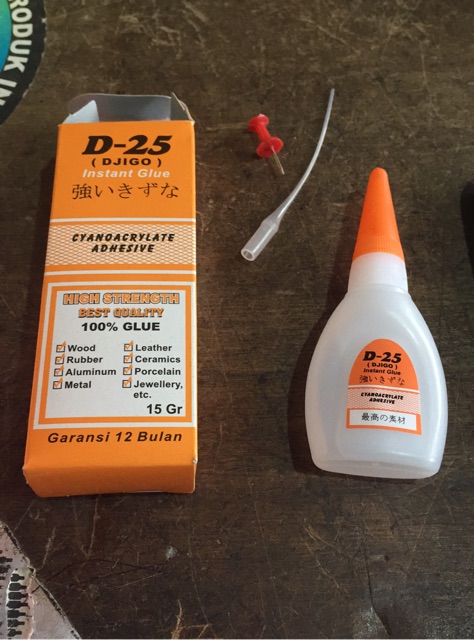 PRODUK IN
D-25
( DJIGO )
Instant Glue
強いきずな
CYANOACRYLATE
ADHESIVE
HIGH STRENGTH
BEST QUALITY
100% GLUE
Wood
Rubber
Aluminum
Metal
Leather
Ceramics
Porcelain
Jewellery,
etc.
15 Gr
Garansi 12 Bulan
D-25
( DJIGO )
Instant Glue
強いきずな
CYANOACRYLATE
ADHESIVE
最高の素材